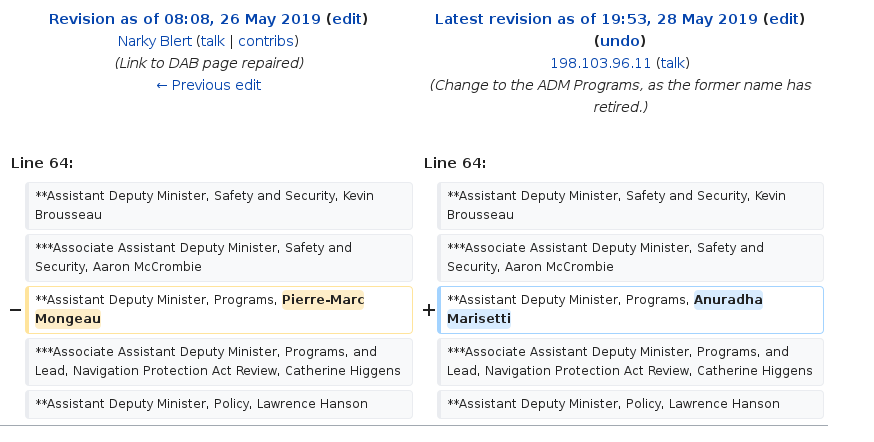 Revision as of 08:08, 26 May 2019 (edit)
Narky Blert (talk | contribs)
(Link to DAB page repaired)
← Previous edit
Latest revision as of 19:53, 28 May 2019 (edit)
(undo)
198.103.96.11 (talk)
(Change to the ADM Programs, as the former name has
retired.)
Line 64:
Line 64:
**Assistant Deputy Minister, Safety and Security, Kevin
Brousseau
**Assistant Deputy Minister, Safety and Security, Kevin
Brousseau
***Associate Assistant Deputy Minister, Safety and
Security, Aaron McCrombie
***Associate Assistant Deputy Minister, Safety and
Security, Aaron McCrombie
− **Assistant Deputy Minister, Programs, Pierre-Marc
Mongeau
+ **Assistant Deputy Minister, Programs, Anuradha
Marisetti
***Associate Assistant Deputy Minister, Programs, and
Lead, Navigation Protection Act Review, Catherine Higgens
***Associate Assistant Deputy Minister, Programs, and
Lead, Navigation Protection Act Review, Catherine Higgens
**Assistant Deputy Minister, Policy, Lawrence Hanson
**Assistant Deputy Minister, Policy, Lawrence Hanson